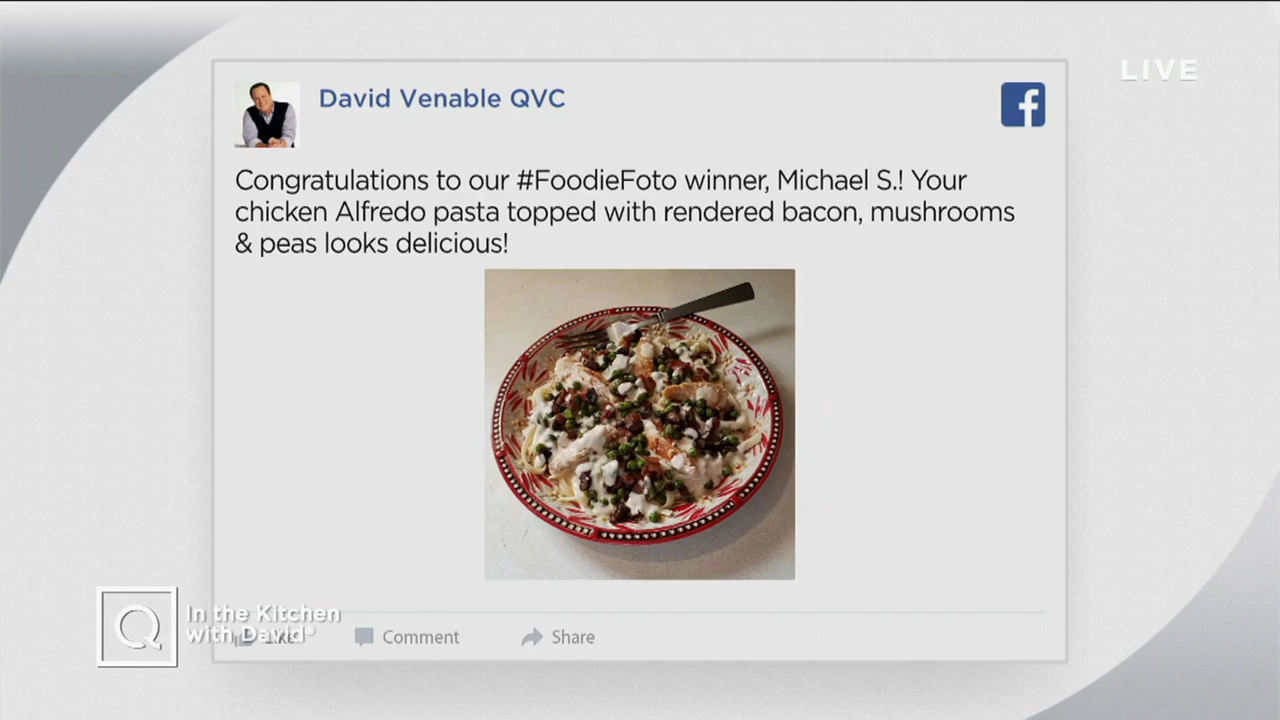 LIVE
David Venable QVC
Congratulations to our #FoodieFoto winner, Michael S.! Your
chicken Alfredo pasta topped with rendered bacon, mushrooms
& peas looks delicious!
Q
In the Kitchen
with David®
Like
Comment
Share